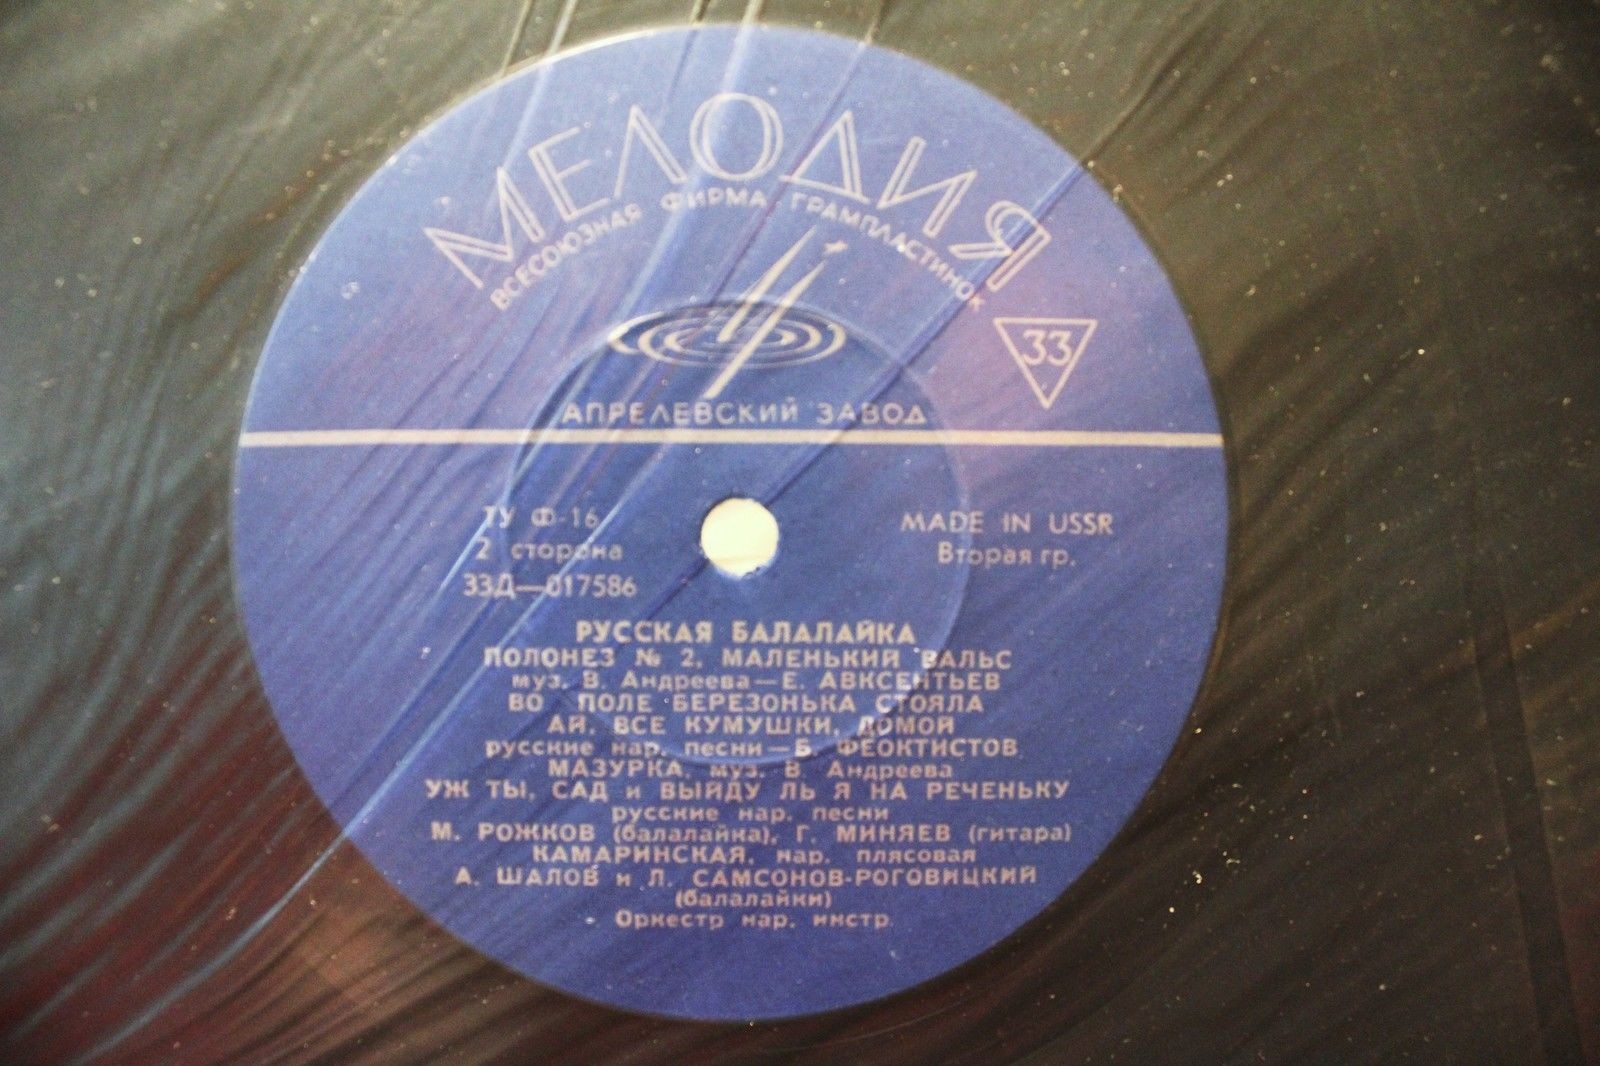 МЕЛОДИЯ
ВСЕСОЮЗНАЯ ФИРМА ГРАМПЛАСТИНОК
33
АПРЕЛЕВСКИЙ ЗАВОД
ТУ Ф-16
2 сторона
33Д—017586
MADE IN USSR
Вторая гр.
РУССКАЯ БАЛАЛАЙКА
ПОЛОНЕЗ № 2, МАЛЕНЬКИЙ ВАЛЬС
муз. В. Андреева—Е. АВКСЕНТЬЕВ
ВО ПОЛЕ БЕРЕЗОНЬКА СТОЯЛА
АЙ, ВСЕ КУМУШКИ, ДОМОЙ
русские нар. песни—Б. ФЕОКТИСТОВ
МАЗУРКА, муз. В. Андреева
УЖ ТЫ, САД и ВЫЙДУ ЛЬ Я НА РЕЧЕНЬКУ
русские нар. песни
М. РОЖКОВ (балалайка), Г. МИНЯЕВ (гитара)
КАМАРИНСКАЯ, нар. плясовая
А. ШАЛОВ и Л. САМСОНОВ-РОГОВИЦКИЙ
(балалайки)
Оркестр нар. инстр.